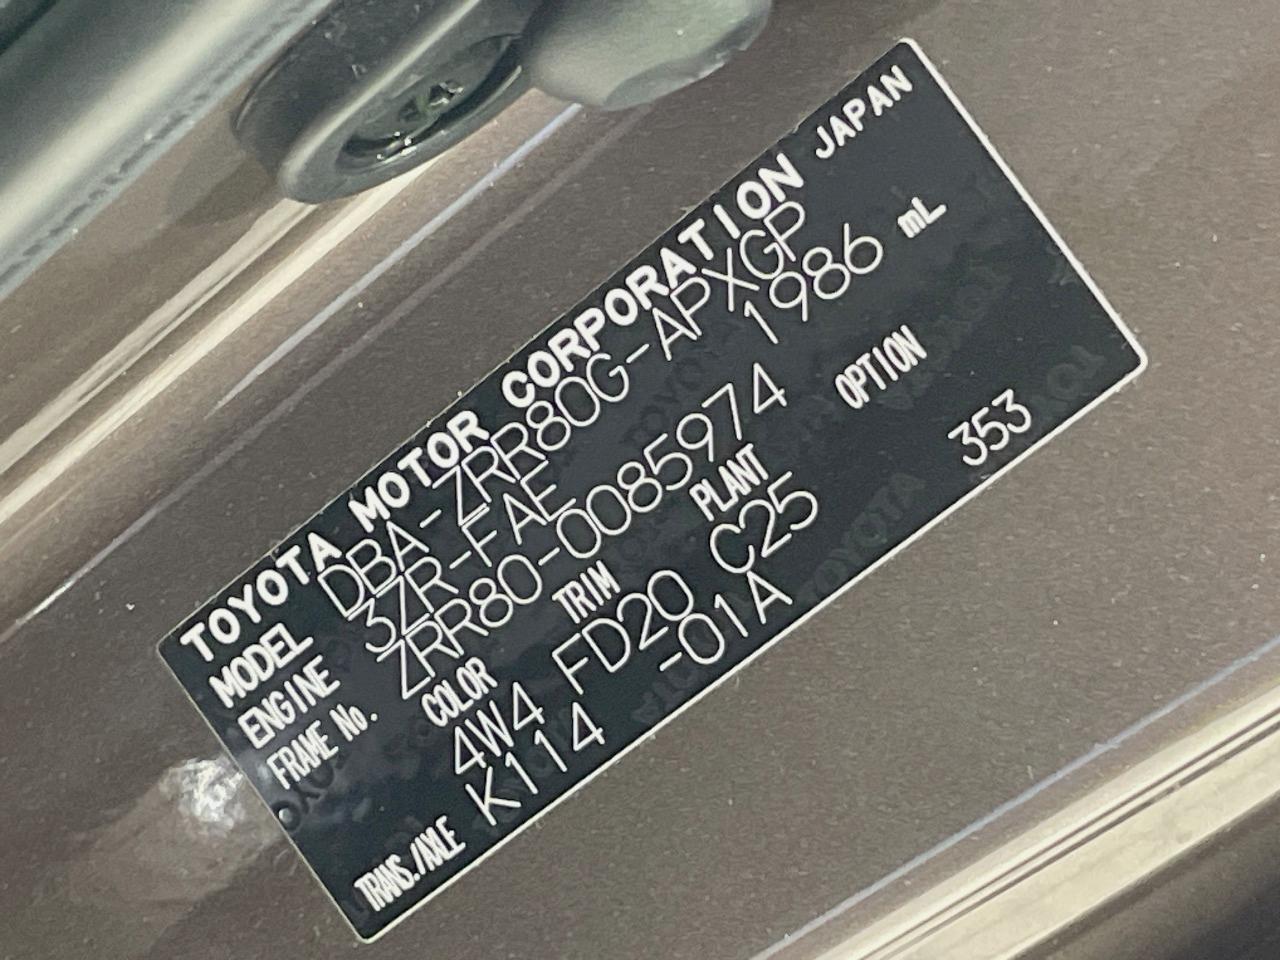 TOYOTA MOTOR CORPORATION JAPAN
MODEL DBA-ZRR80G-APXGP
ENGINE 3ZR-FAE 1986 mL
FRAME No. ZRR80-0085974
COLOR TRIM PLANT OPTION
4W4 FD20 C25 353
TRANS./AXLE K114 -01A